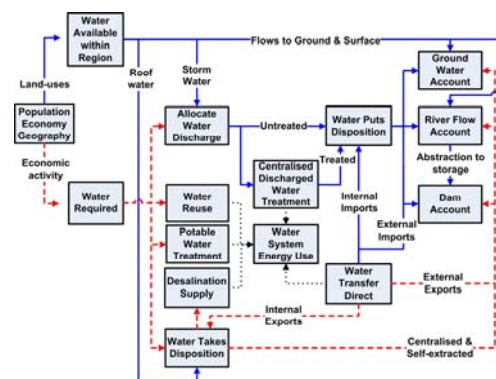 Water
Available
within
Region
Flows to Ground & Surface
Land-uses
Roof
water
Storm
Water
Ground
Water
Account
Population
Economy
Geography
Allocate
Water
Discharge
Untreated
Water Puts
Disposition
River Flow
Account
Economic
activity
Treated
Abstraction to
storage
Centralised
Discharged
Water
Treatment
Water
Required
Water
Reuse
Internal
Imports
Dam
Account
External
Imports
Potable
Water
Treatment
Water
System
Energy Use
Desalination
Supply
Water
Transfer
Direct
External
Exports
Internal
Exports
Water Takes
Disposition
Centralised &
Self-extracted